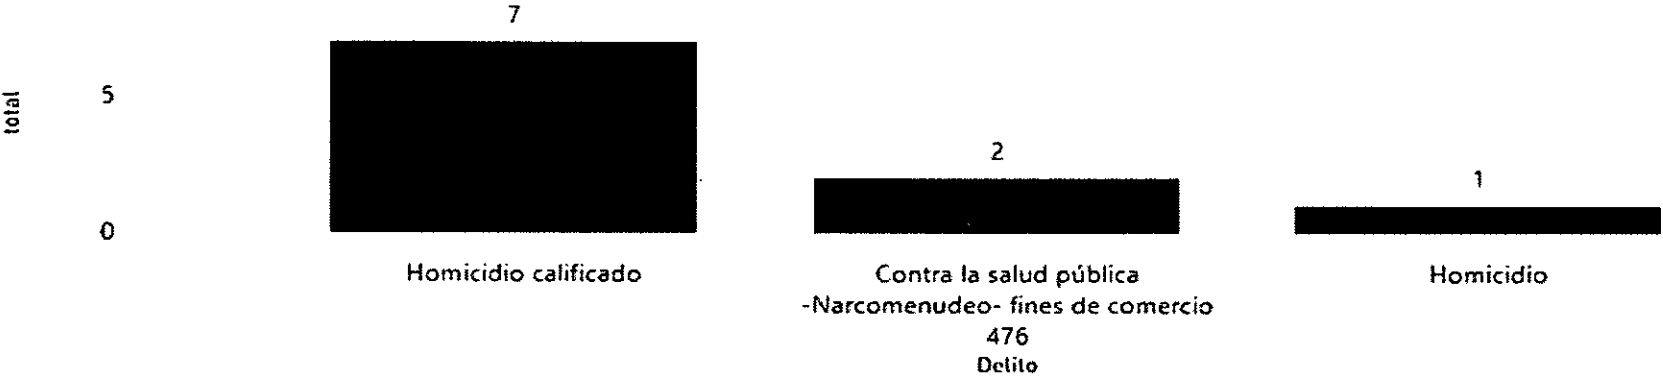 7
total
5
2
1
0
Homicidio calificado
Contra la salud pública
-Narcomenudeo- fines de comercio
476
Homicidio
Delito